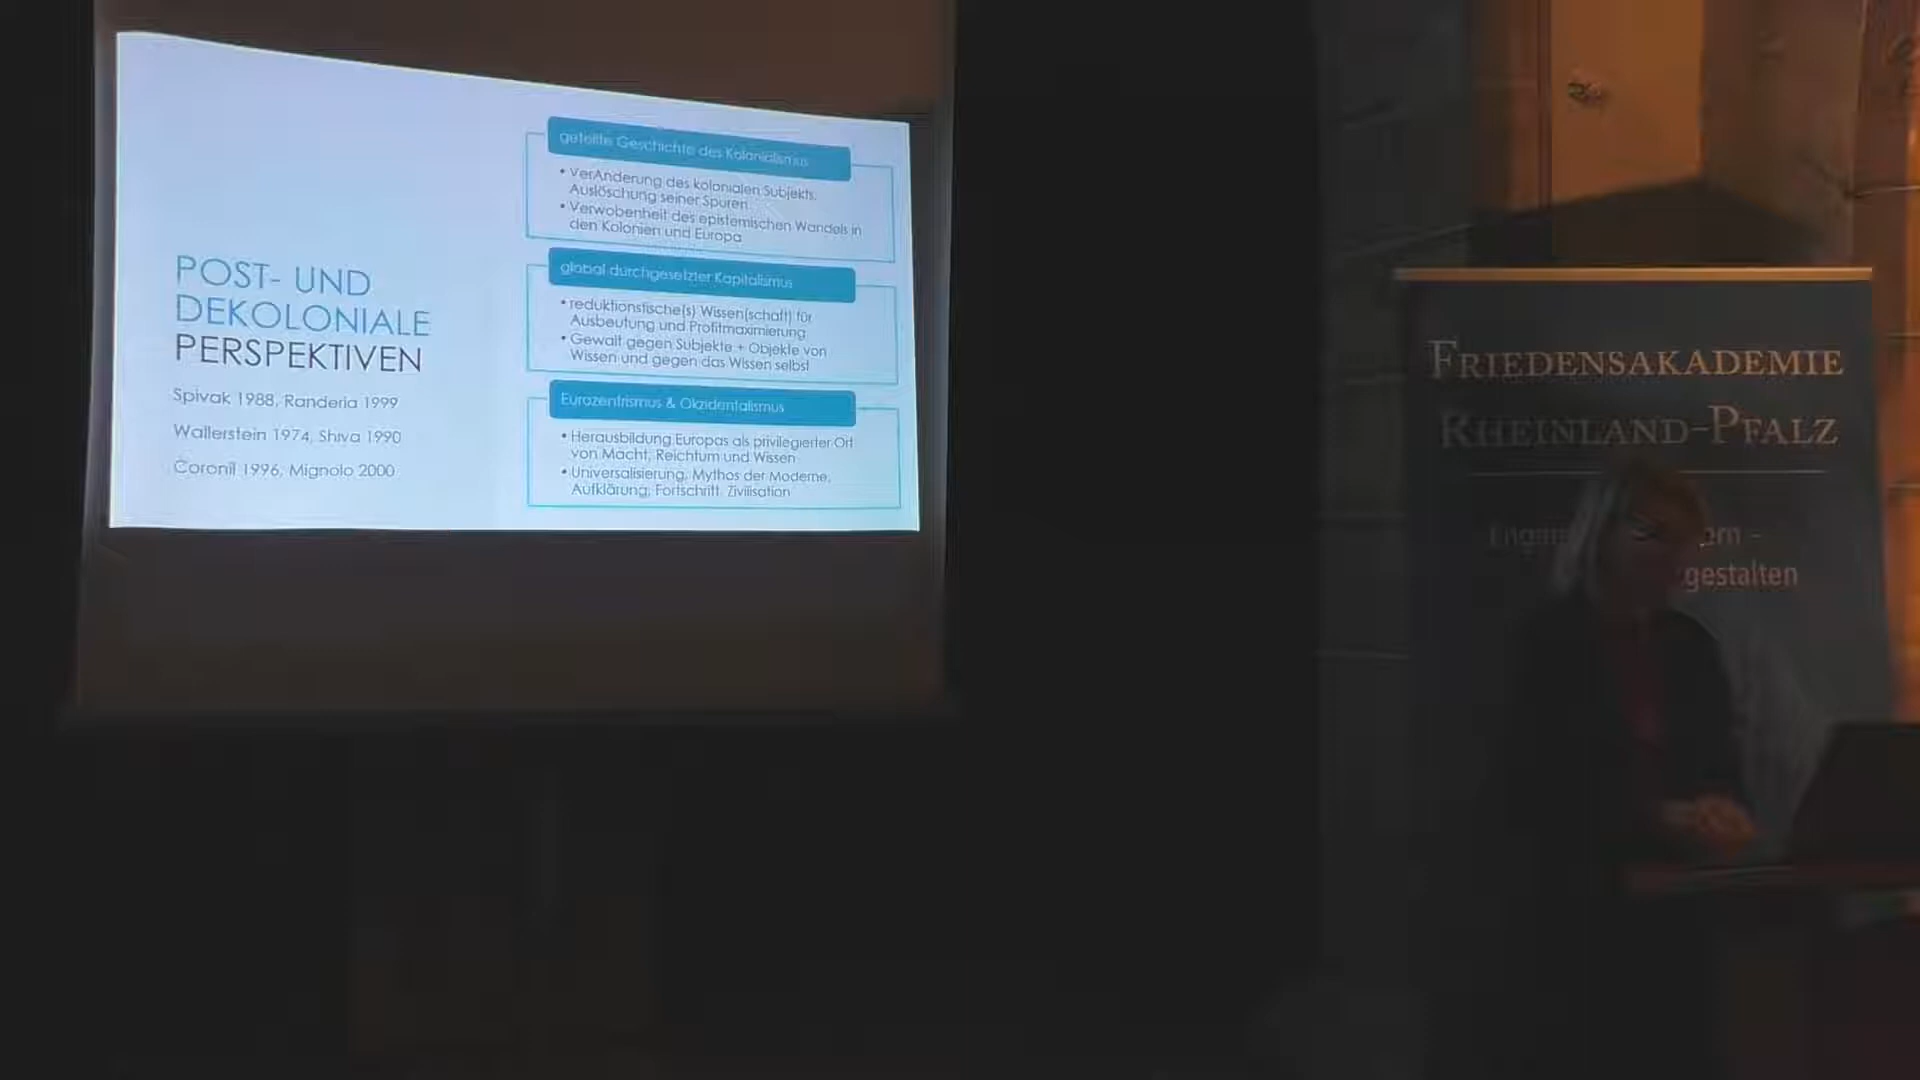 POST- UND
DEKOLONIALE
PERSPEKTIVEN
Spivak 1988, Randeria 1999
Wallerstein 1974, Shiva 1990
Coronil 1996, Mignolo 2000
geteilte Geschichte des Kolonialismus
• VerAnderung des kolonialen Subjekts,
Auslöschung seiner Spuren
• Verwobenheit des epistemischen Wandels in
den Kolonien und Europa
global durchgesetzter Kapitalismus
• reduktionstische(s) Wissen(schaft) für
Ausbeutung und Profitmaximierung
• Gewalt gegen Subjekte + Objekte von
Wissen und gegen das Wissen selbst
Eurozentrismus & Okzidentalismus
• Herausbildung Europas als privilegierter Ort
von Macht, Reichtum und Wissen
• Universalisierung, Mythos der Moderne,
Aufklärung, Fortschritt, Zivilisation
FRIEDENSAKADEMIE
RHEINLAND-PFALZ
gestalten